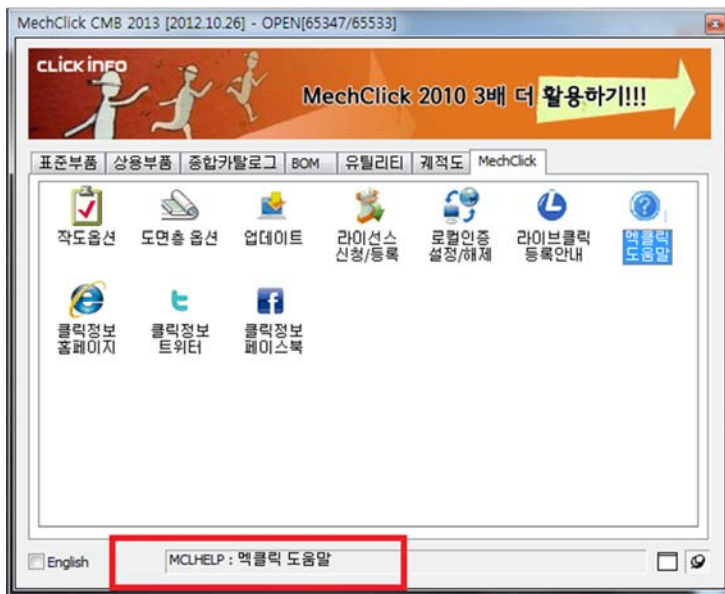 MechClick CMB 2013 [2012.10.26] - OPEN[65347/65533]
CLICK INFO
MechClick 2010 3배 더 활용하기!!!
표준부품 상용부품 종합카탈로그 BOM 유틸리티 궤적도 MechClick
작도옵션 도면층 옵션 업데이트 라이선스 로컬인증 라이브클릭 멕클릭
신청/등록 설정/해제 등록안내 도움말
클릭정보 클릭정보 클릭정보
홈페이지 트위터 페이스북
English MCLHELP : 멕클릭 도움말